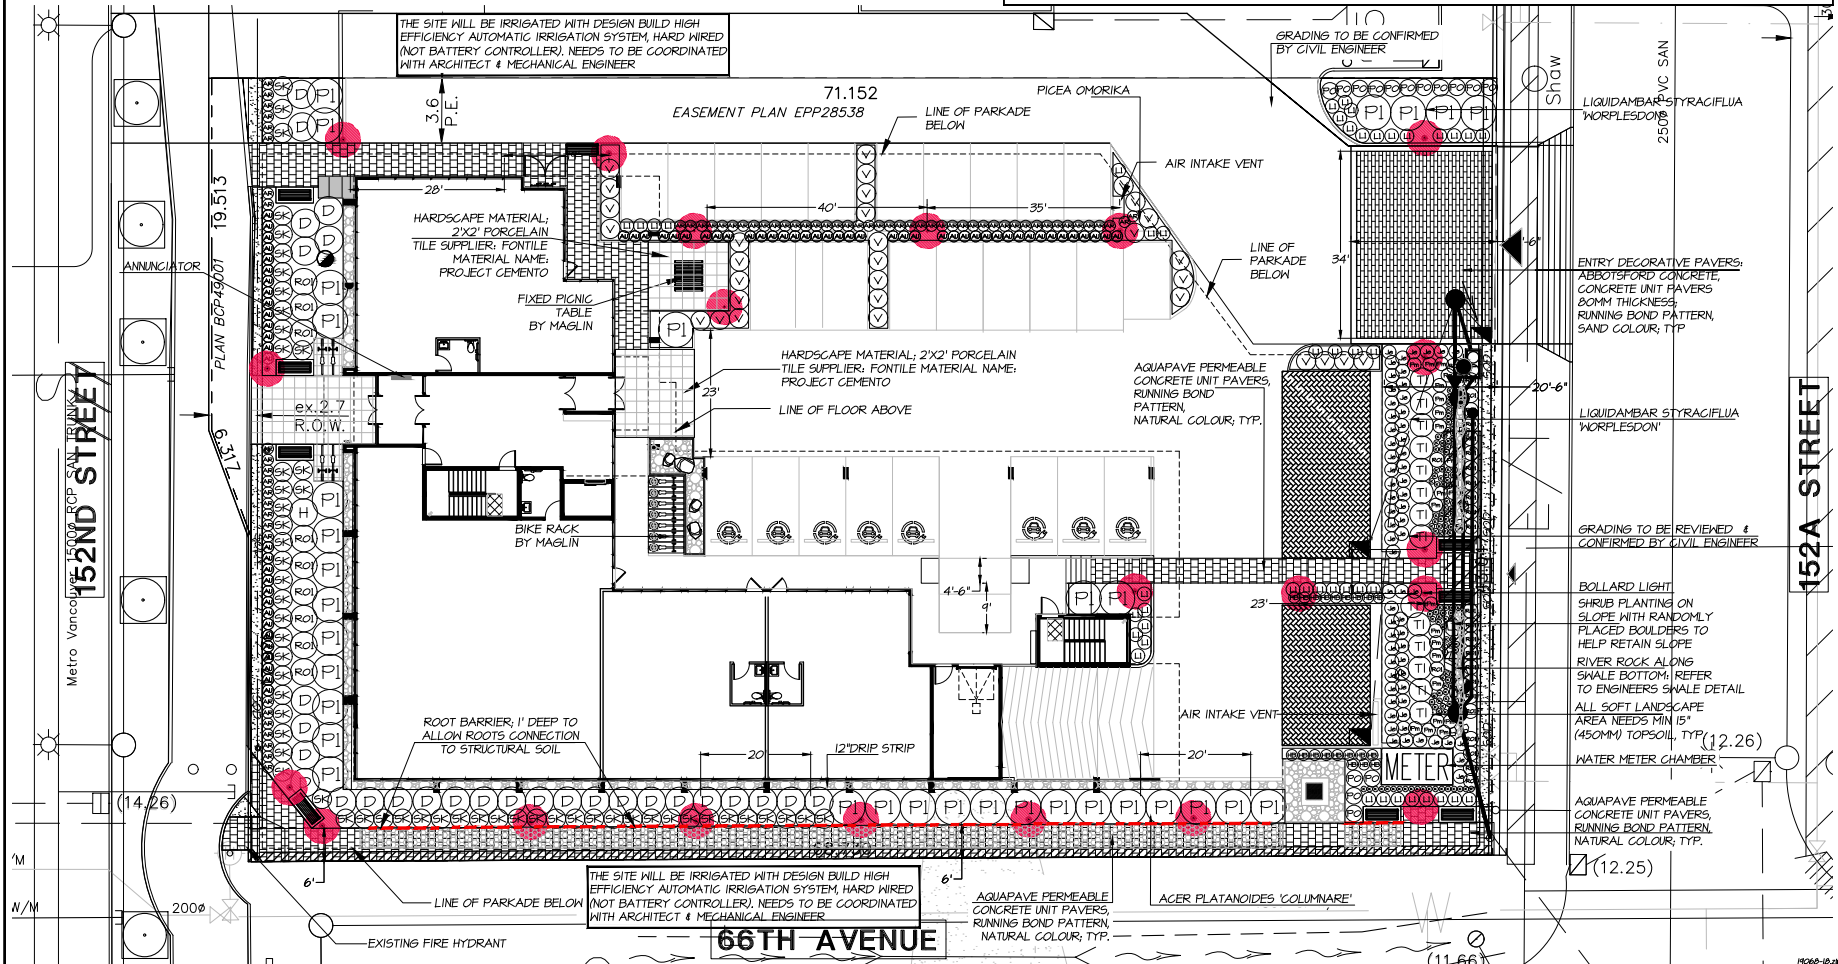 THE SITE WILL BE IRRIGATED WITH DESIGN BUILD HIGH
EFFICIENCY AUTOMATIC IRRIGATION SYSTEM, HARD WIRED
(NOT BATTERY CONTROLLER). NEEDS TO BE COORDINATED
WITH ARCHITECT & MECHANICAL ENGINEER
GRADING TO BE CONFIRMED
BY CIVIL ENGINEER
3.6
P.E.
71.152
EASEMENT PLAN EPP28538
PICEA OMORIKA
LINE OF PARKADE
BELOW
AIR INTAKE VENT
Shaw
250ø PVC SAN
LIQUIDAMBAR STYRACIFLUA
'WORPLESDON'
19.513
PLAN BCP49001
28'
40'
35'
34'
HARDSCAPE MATERIAL;
2'X2' PORCELAIN
TILE SUPPLIER: FONTILE
MATERIAL NAME:
PROJECT CEMENTO
ANNUNCIATOR
FIXED PICNIC
TABLE
BY MAGLIN
LINE OF
PARKADE
BELOW
ENTRY DECORATIVE PAVERS:
ABBOTSFORD CONCRETE,
CONCRETE UNIT PAVERS
80MM THICKNESS;
RUNNING BOND PATTERN,
SAND COLOUR; TYP
HARDSCAPE MATERIAL; 2'X2' PORCELAIN
TILE SUPPLIER: FONTILE MATERIAL NAME:
PROJECT CEMENTO
23'
LINE OF FLOOR ABOVE
AQUAPAVE PERMEABLE
CONCRETE UNIT PAVERS,
RUNNING BOND
PATTERN,
NATURAL COLOUR; TYP.
20'-6"
LIQUIDAMBAR STYRACIFLUA
'WORPLESDON'
ex.2.7
R.O.W.
9.317
152ND STREET
Metro Vancouver 1500ø RCP SAN TRUNK
152A STREET
BIKE RACK
BY MAGLIN
GRADING TO BE REVIEWED &
CONFIRMED BY CIVIL ENGINEER
4'-6"
9'
23'
BOLLARD LIGHT
SHRUB PLANTING ON
SLOPE WITH RANDOMLY
PLACED BOULDERS TO
HELP RETAIN SLOPE
RIVER ROCK ALONG
SWALE BOTTOM; REFER
TO ENGINEERS SWALE DETAIL
ALL SOFT LANDSCAPE
AREA NEEDS MIN 15"
(450MM) TOPSOIL, TYP
(12.26)
WATER METER CHAMBER
AIR INTAKE VENT
ROOT BARRIER; 1' DEEP TO
ALLOW ROOTS CONNECTION
TO STRUCTURAL SOIL
20'
12"DRIP STRIP
20'
METER
(14.26)
AQUAPAVE PERMEABLE
CONCRETE UNIT PAVERS,
RUNNING BOND PATTERN,
NATURAL COLOUR; TYP.
(12.25)
6'
6'
THE SITE WILL BE IRRIGATED WITH DESIGN BUILD HIGH
EFFICIENCY AUTOMATIC IRRIGATION SYSTEM, HARD WIRED
(NOT BATTERY CONTROLLER). NEEDS TO BE COORDINATED
WITH ARCHITECT & MECHANICAL ENGINEER
LINE OF PARKADE BELOW
200ø
W/M
EXISTING FIRE HYDRANT
AQUAPAVE PERMEABLE
CONCRETE UNIT PAVERS,
RUNNING BOND PATTERN,
NATURAL COLOUR; TYP.
ACER PLATANOIDES 'COLUMNARE'
66TH AVENUE
(11.66)